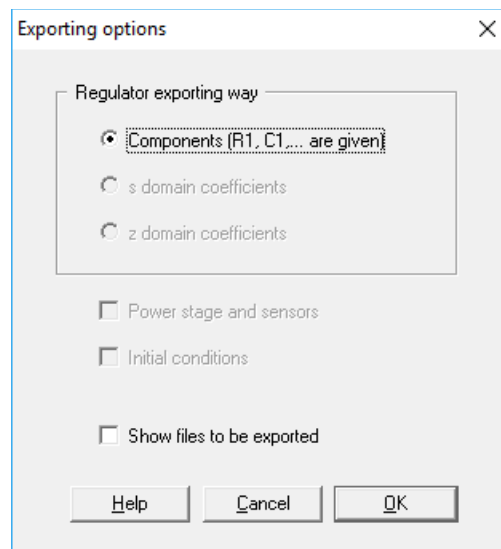 Exporting options
Regulator exporting way
Components (R1, C1,... are given)
s domain coefficients
z domain coefficients
Power stage and sensors
Initial conditions
Show files to be exported
Help Cancel OK